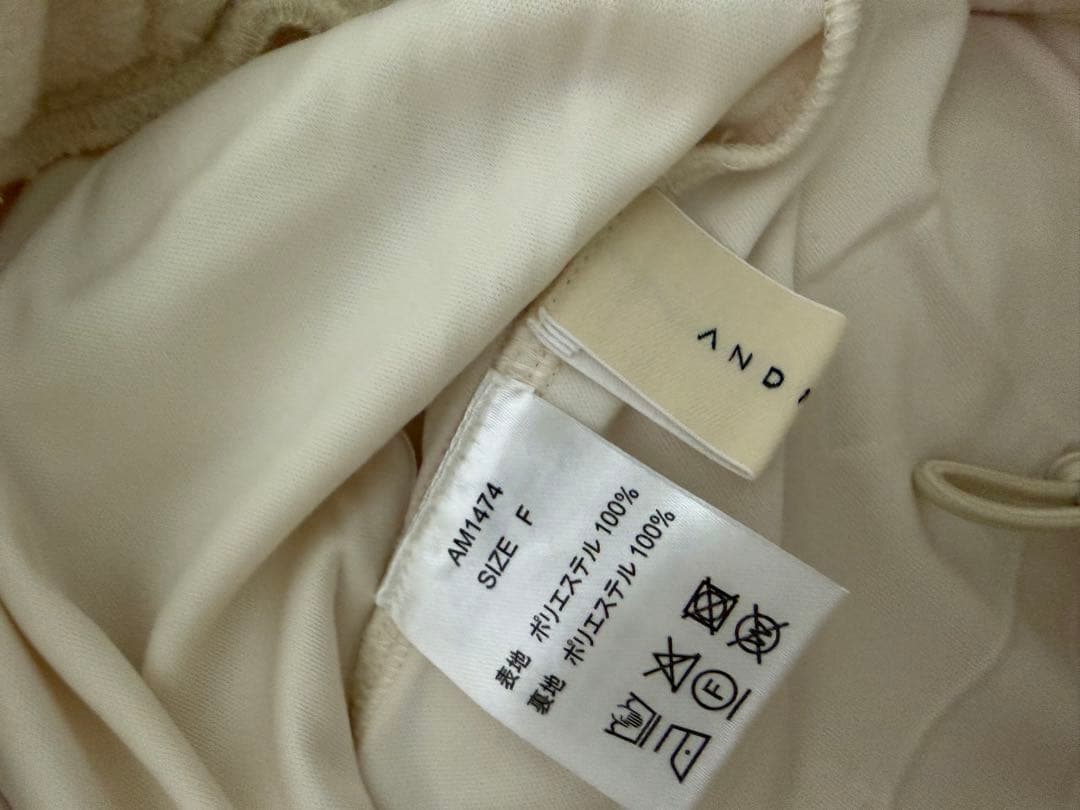 AND
AM1474
SIZE F
表地 ポリエステル 100%
裏地 ポリエステル 100%
W
F